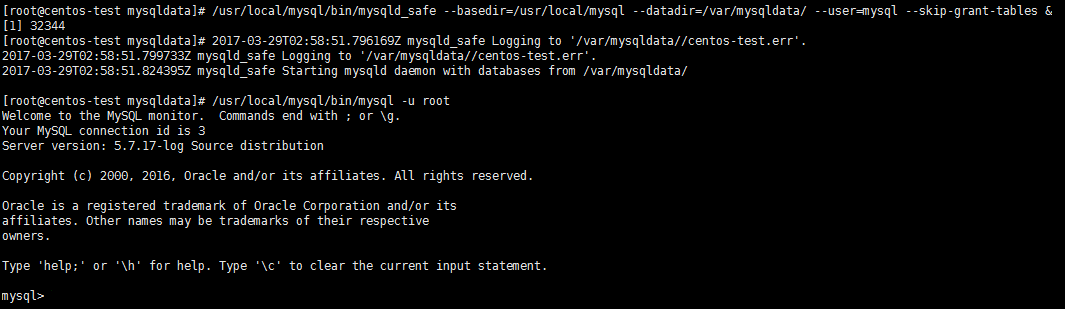 [root@centos-test mysqldata]# /usr/local/mysql/bin/mysqld_safe --basedir=/usr/local/mysql --datadir=/var/mysqldata/ --user=mysql --skip-grant-tables &
[1] 32344
[root@centos-test mysqldata]# 2017-03-29T02:58:51.796169Z mysqld_safe Logging to '/var/mysqldata//centos-test.err'.
2017-03-29T02:58:51.799733Z mysqld_safe Logging to '/var/mysqldata//centos-test.err'.
2017-03-29T02:58:51.824395Z mysqld_safe Starting mysqld daemon with databases from /var/mysqldata/
[root@centos-test mysqldata]# /usr/local/mysql/bin/mysql -u root
Welcome to the MySQL monitor.  Commands end with ; or \g.
Your MySQL connection id is 3
Server version: 5.7.17-log Source distribution
Copyright (c) 2000, 2016, Oracle and/or its affiliates. All rights reserved.
Oracle is a registered trademark of Oracle Corporation and/or its
affiliates. Other names may be trademarks of their respective
owners.
Type 'help;' or '\h' for help. Type '\c' to clear the current input statement.
mysql>